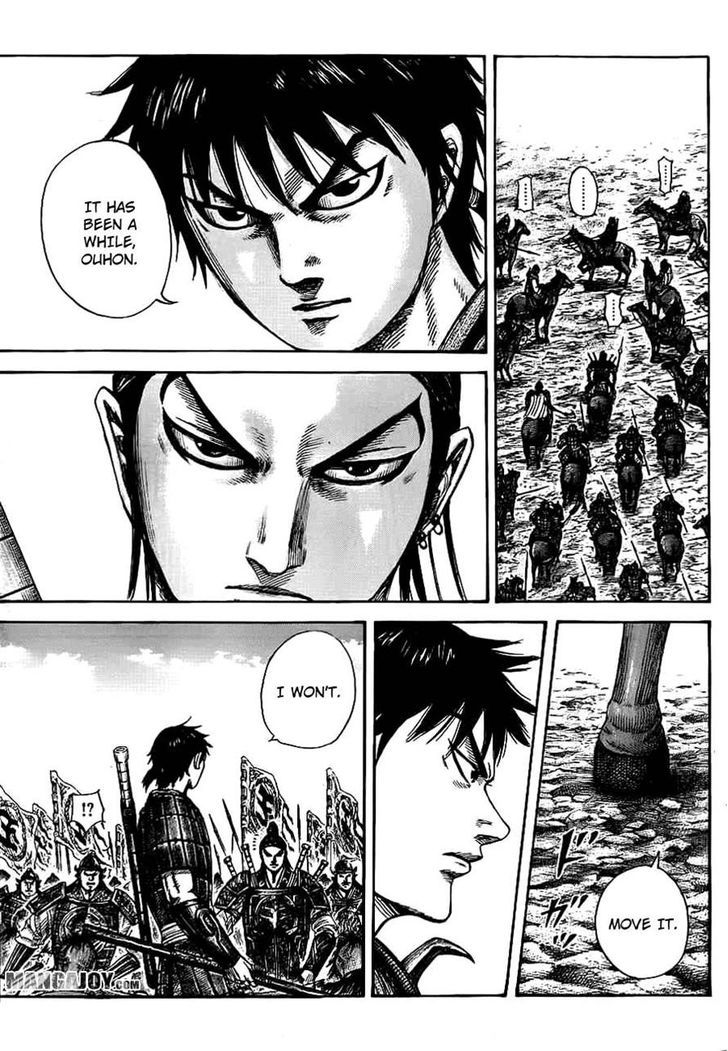 ......
......
......
......
IT HAS
BEEN A
WHILE,
OUHON.
MOVE IT.
I WON'T.
!?
MANGAJOY.COM